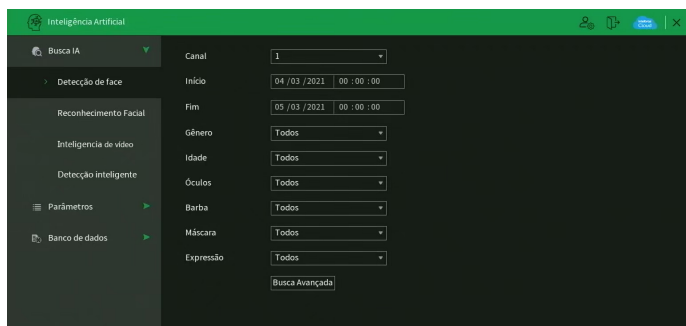 Inteligência Artificial
Busca IA
Detecção de face
Reconhecimento Facial
Inteligencia de vídeo
Detecção inteligente
Parâmetros
Banco de dados
Canal 1
Início 04 /03 /2021 00 :00 :00
Fim 05 /03 /2021 00 :00 :00
Gênero Todos
Idade Todos
Óculos Todos
Barba Todos
Máscara Todos
Expressão Todos
Busca Avançada